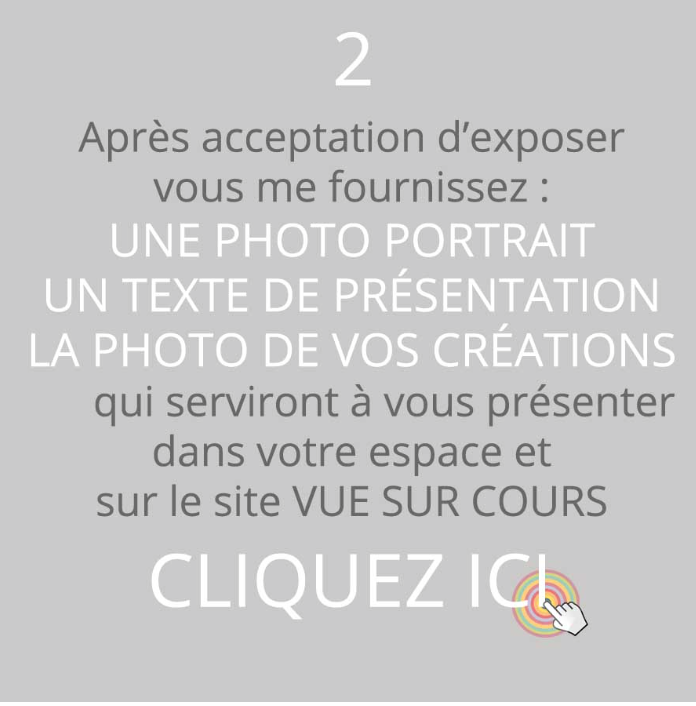 2
Après acceptation d’exposer
vous me fournissez :
UNE PHOTO PORTRAIT
UN TEXTE DE PRÉSENTATION
LA PHOTO DE VOS CRÉATIONS
qui serviront à vous présenter
dans votre espace et
sur le site VUE SUR COURS
CLIQUEZ ICI